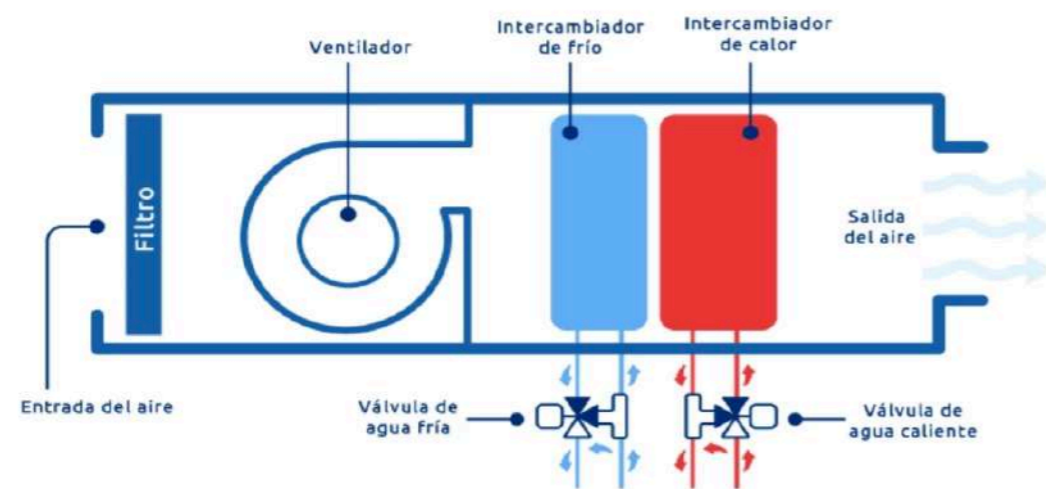 Ventilador
Intercambiador
de frío
Intercambiador
de calor
Filtro
Salida
del aire
Entrada del aire
Válvula de
agua fría
Válvula de
agua caliente